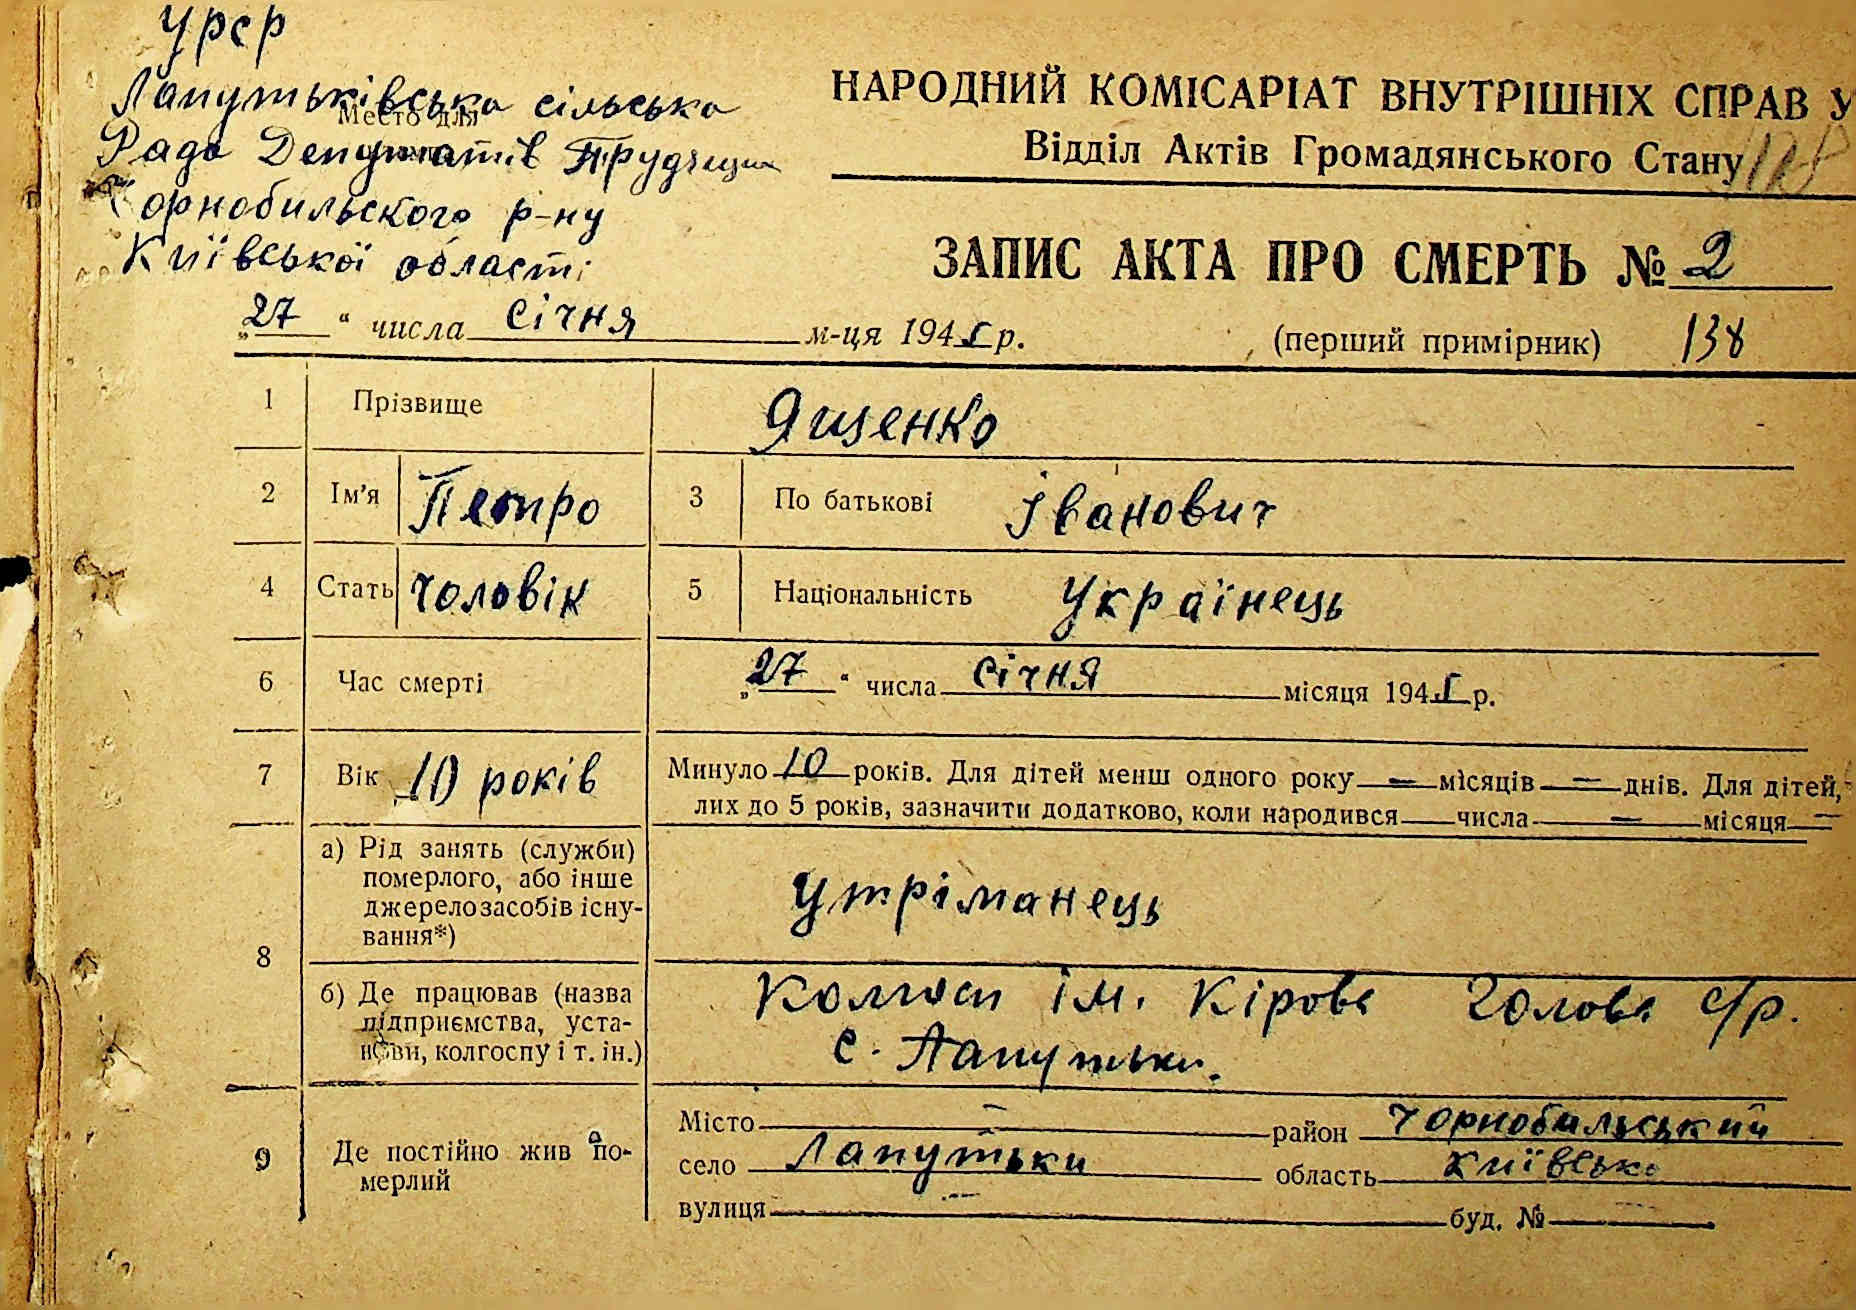 УРСР
Лапутьківська сільська
Місто для
Рада Депутатів Трудящих
Чорнобильского р-ну
Київської області
НАРОДНИЙ КОМІСАРІАТ ВНУТРІШНІХ СПРАВ У
Відділ Актів Громадянського Стану
ЗАПИС АКТА ПРО СМЕРТЬ № 2
„27“ числа січня м-ця 1945 р. (перший примірник) 138
1 Прізвище Ященко
2 Ім’я Петро 3 По батькові Іванович
4 Стать чоловік 5 Національність Українець
6 Час смерті „27“ числа січня місяця 1945 р.
7 Вік 10 років Минуло 10 років. Для дітей менш одного року — місяців — днів. Для дітей,
лих до 5 років, зазначити додатково, коли народився — числа — місяця —
8 а) Рід занять (служби)
померлого, або інше
джерело засобів існу-
вання*)
Утріманець
б) Де працював (назва
підприємства, уста-
нови, колгоспу і т. ін.)
Колгосп ім. Кірова Голова с/р.
с. Лапутьки.
9 Де постійно жив по-
мерлий
Місто — район Чорнобильський
село Лапутьки область Київська
вулиця — буд. №